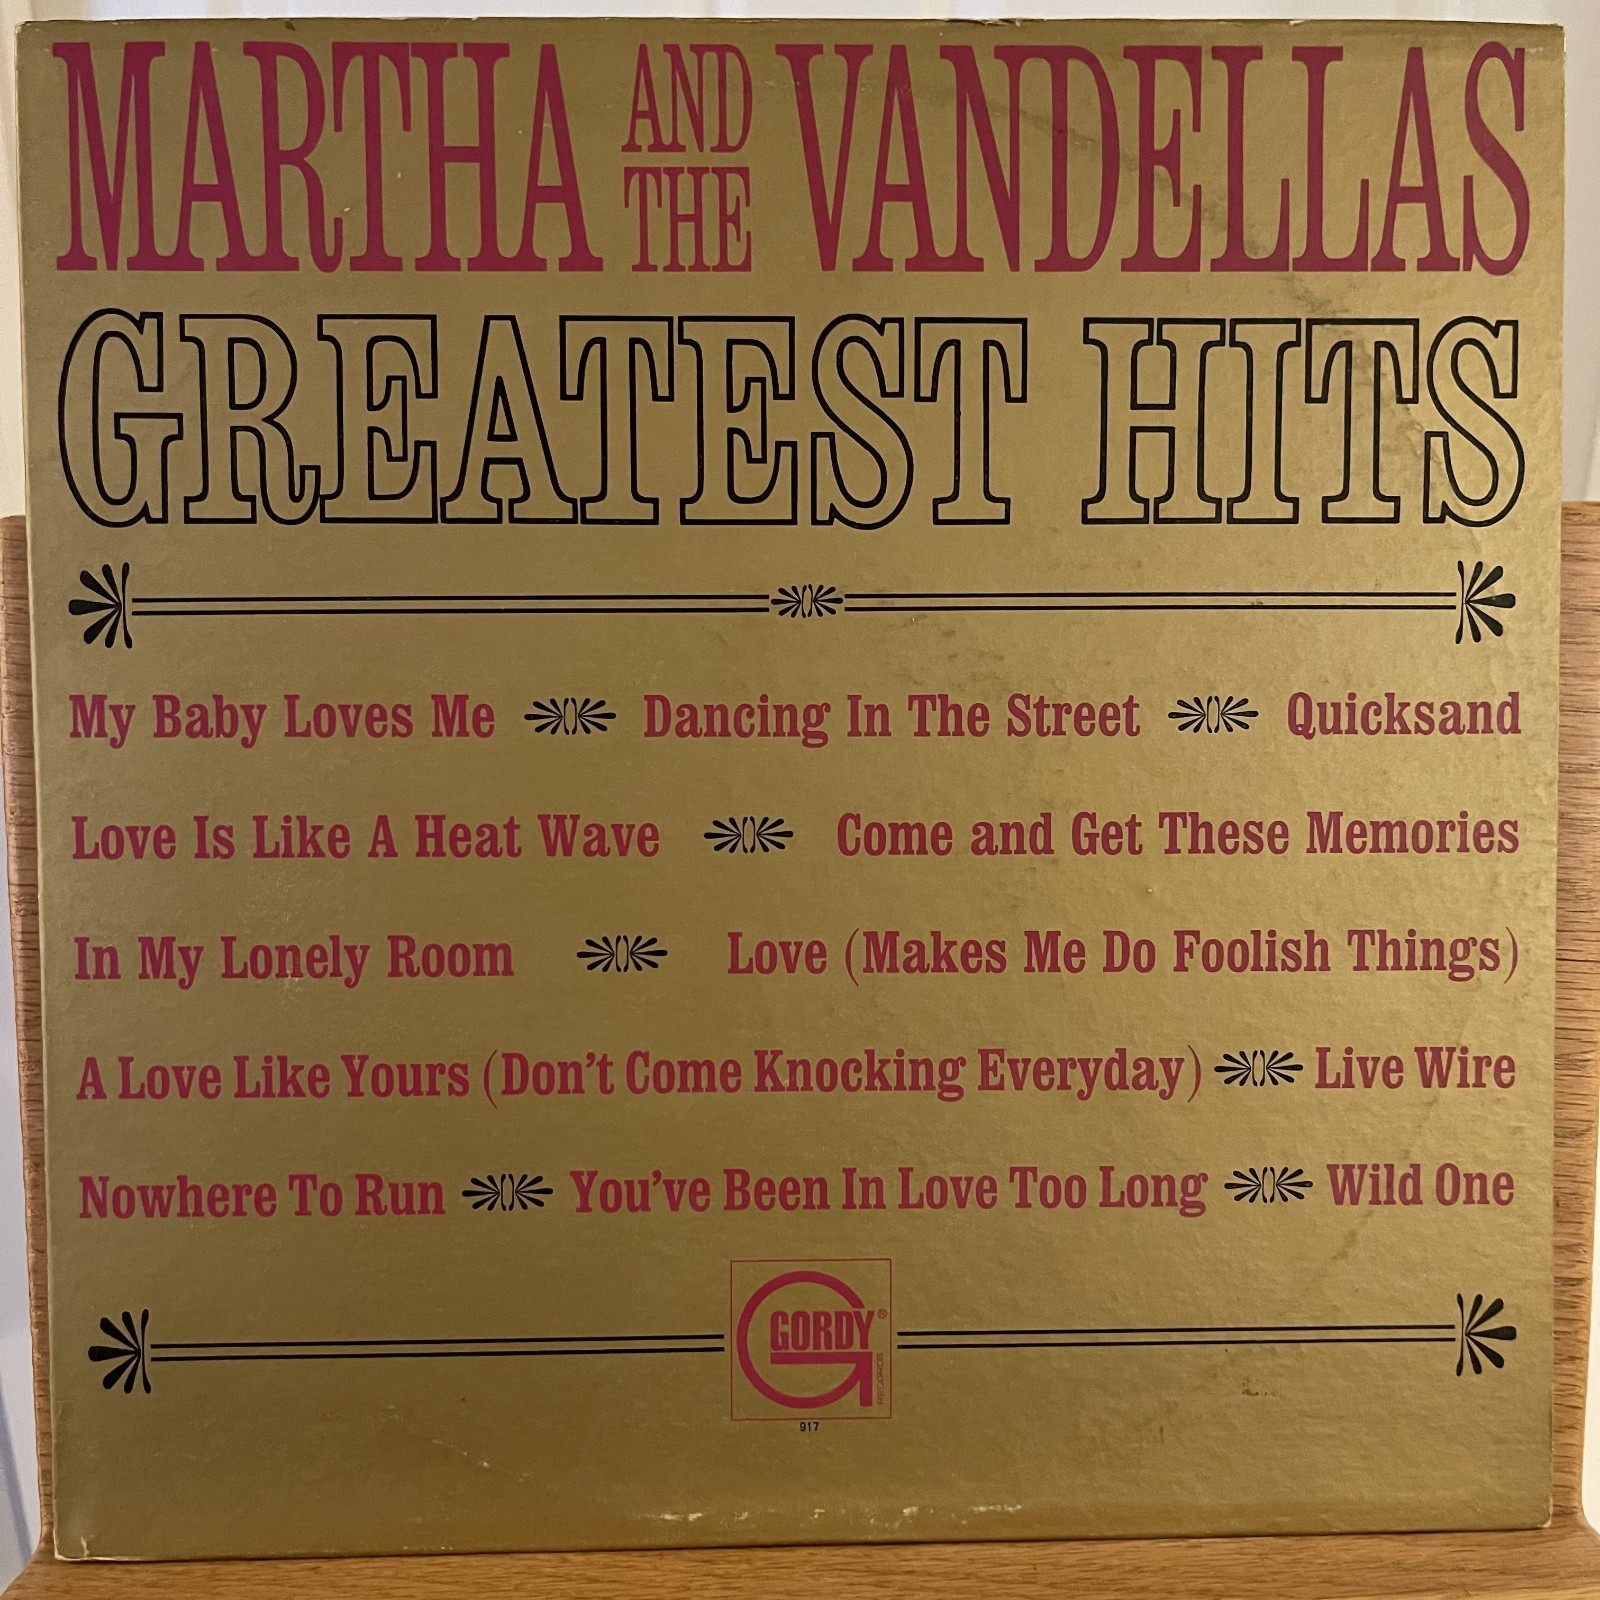 MARTHA AND THE VANDELLAS
GREATEST HITS
My Baby Loves Me Dancing In The Street Quicksand
Love Is Like A Heat Wave Come and Get These Memories
In My Lonely Room Love (Makes Me Do Foolish Things)
A Love Like Yours (Don't Come Knocking Everyday) Live Wire
Nowhere To Run You've Been In Love Too Long Wild One
GORDY®
RECORDS
917